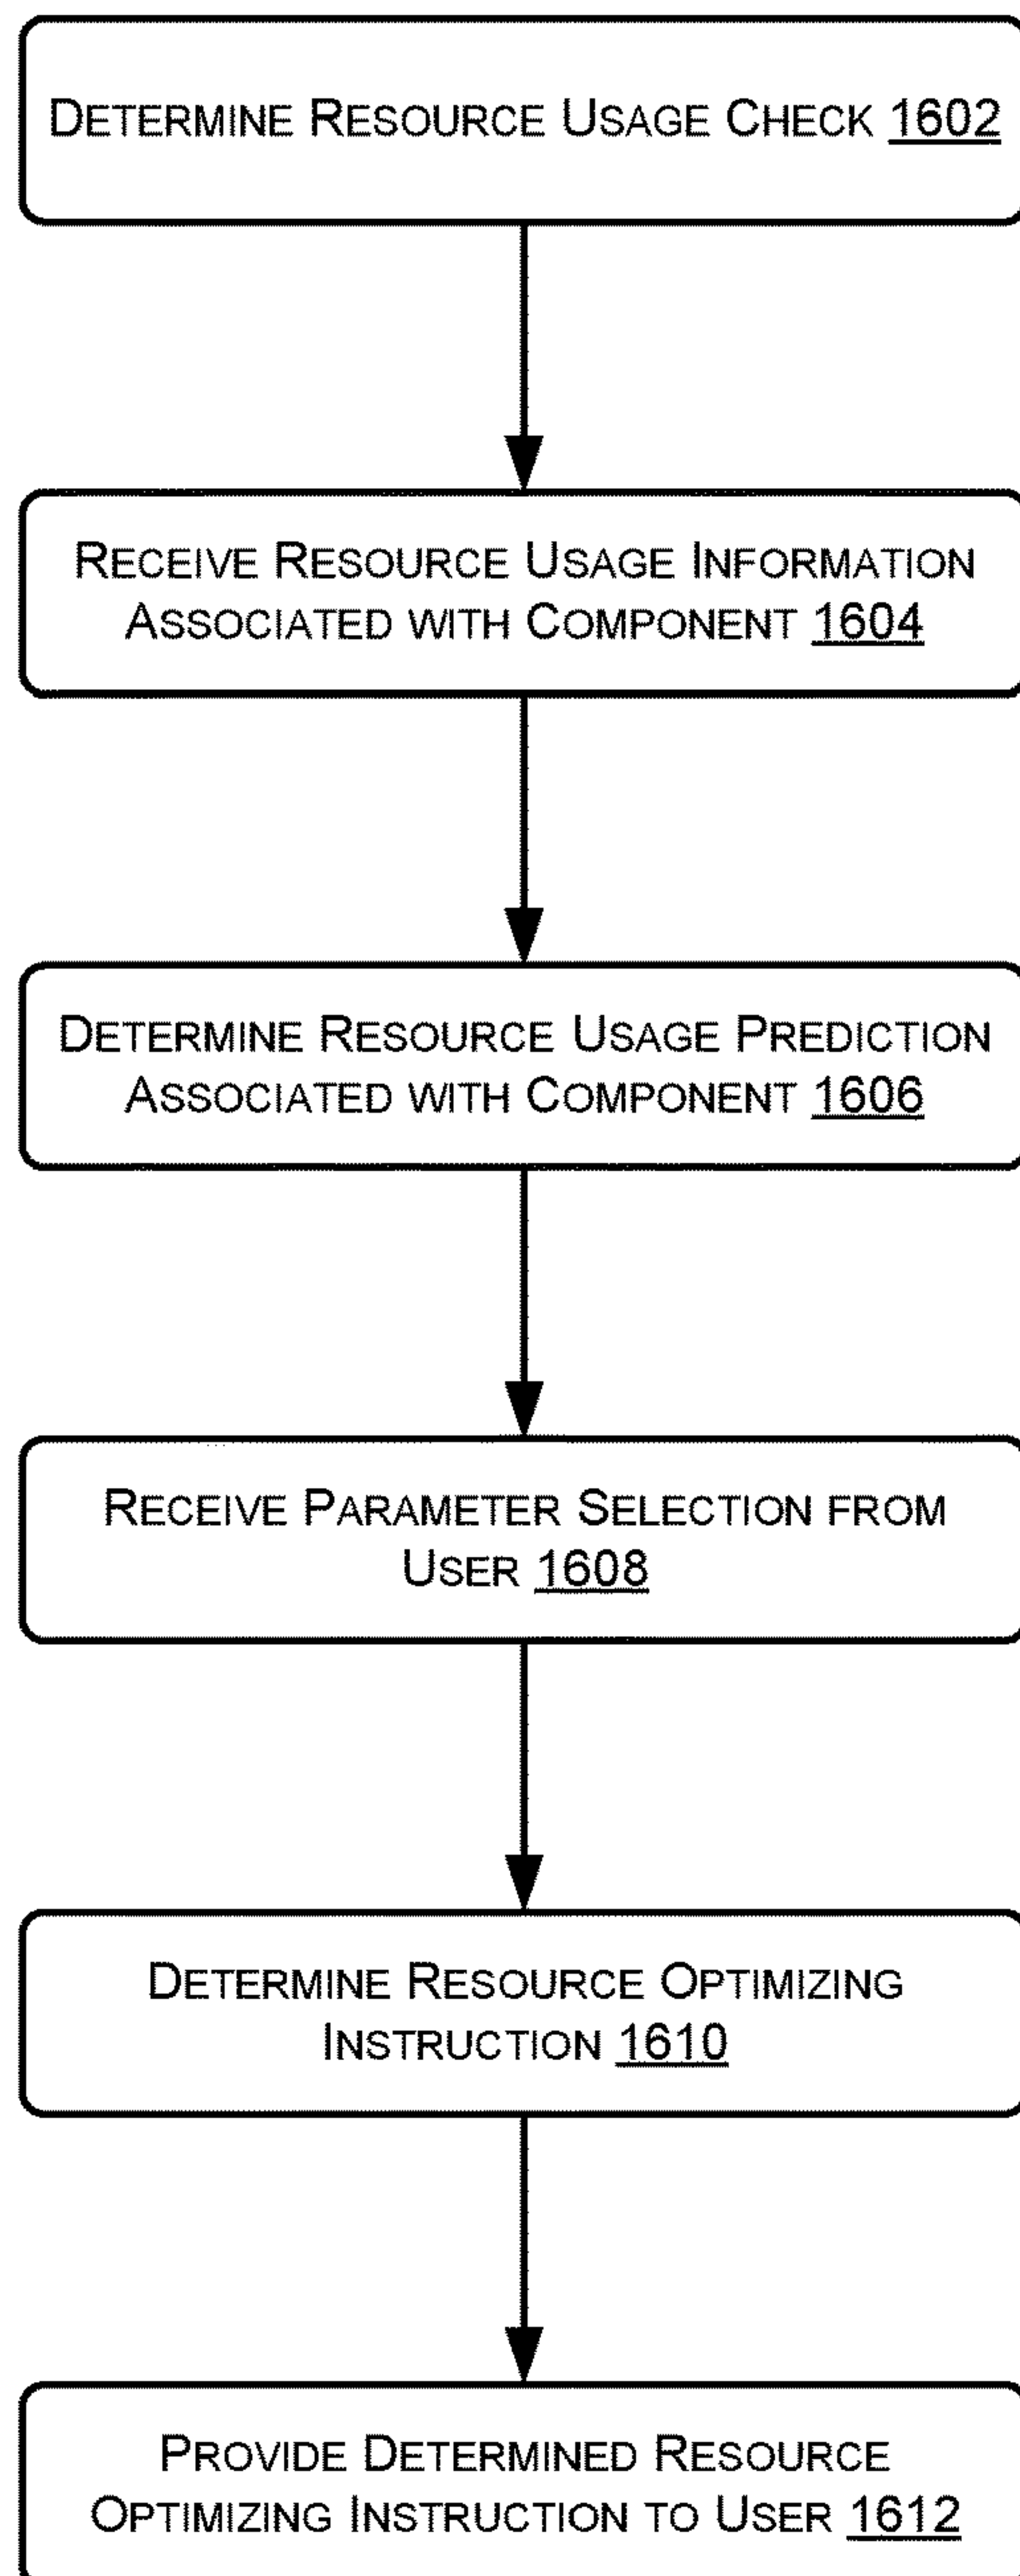 DETERMINE RESOURCE USAGE CHECK 1602
RECEIVE RESOURCE USAGE INFORMATION
ASSOCIATED WITH COMPONENT 1604
DETERMINE RESOURCE USAGE PREDICTION
ASSOCIATED WITH COMPONENT 1606
RECEIVE PARAMETER SELECTION FROM
USER 1608
DETERMINE RESOURCE OPTIMIZING
INSTRUCTION 1610
PROVIDE DETERMINED RESOURCE
OPTIMIZING INSTRUCTION TO USER 1612